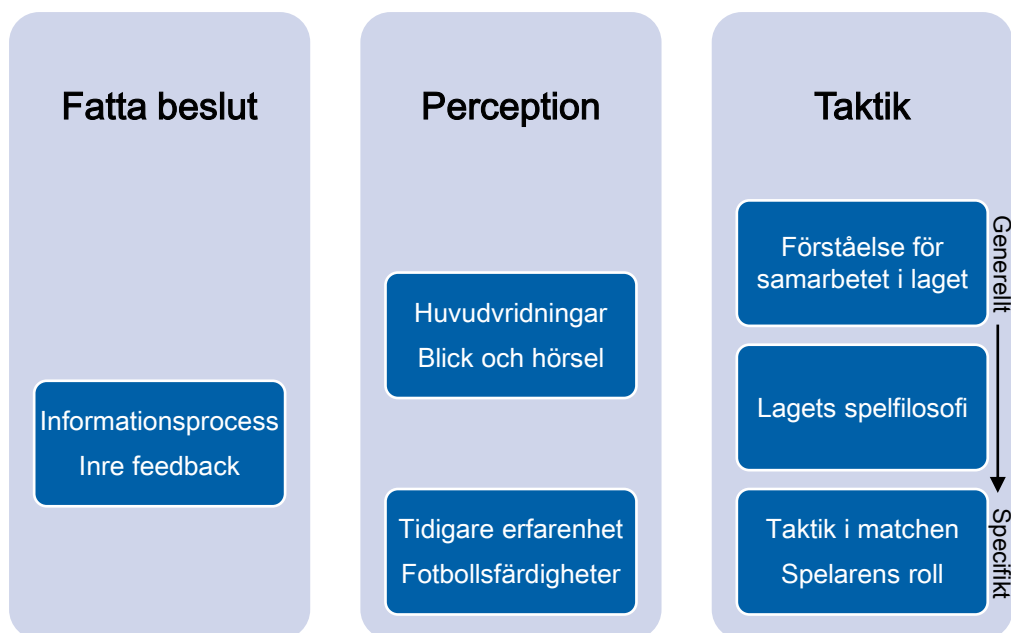 Fatta beslut
Informationsprocess
Inre feedback
Perception
Huvudvridningar
Blick och hörsel
Tidigare erfarenhet
Fotbollsfärdigheter
Taktik
Förståelse för
samarbetet i laget
Lagets spelfilosofi
Taktik i matchen
Spelarens roll
Generellt
Specifikt